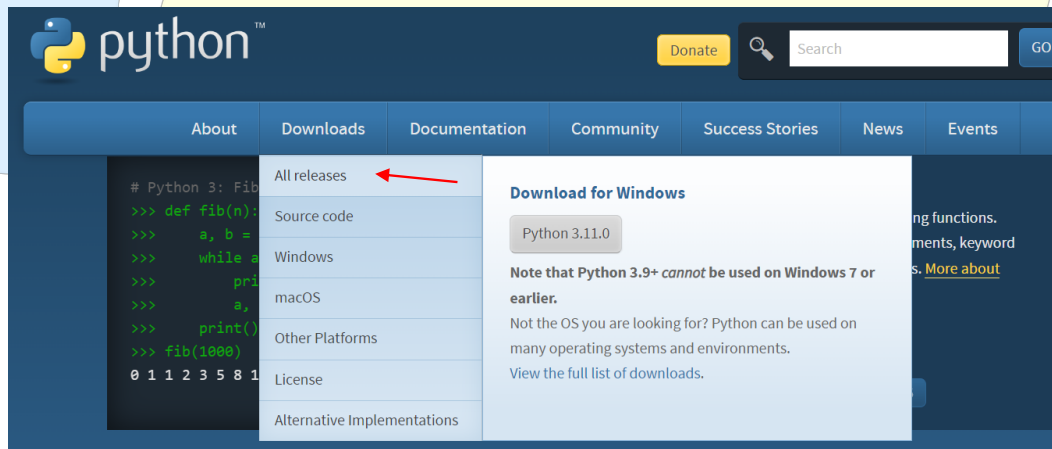 python™
Donate
Search
GO
About Downloads Documentation Community Success Stories News Events
All releases
Source code
Windows
macOS
Other Platforms
License
Alternative Implementations
# Python 3: Fib
>>> def fib(n):
>>> a, b =
>>> while a
>>> pri
>>> a,
>>> print()
>>> fib(1000)
0 1 1 2 3 5 8 1
Download for Windows
Python 3.11.0
Note that Python 3.9+ cannot be used on Windows 7 or
earlier.
Not the OS you are looking for? Python can be used on
many operating systems and environments.
View the full list of downloads.
ng functions.
ments, keyword
s. More about